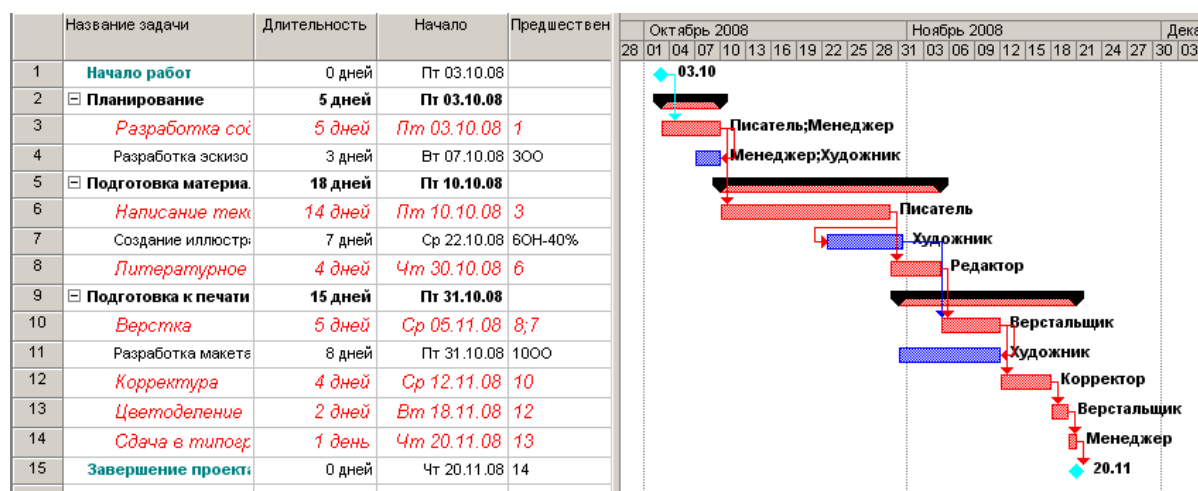 Название задачи Длительность Начало Предшествен Октябрь 2008 Ноябрь 2008 Дека
28 01 04 07 10 13 16 19 22 25 28 31 03 06 09 12 15 18 21 24 27 30 03
1 Начало работ 0 дней Пт 03.10.08 03.10
2 Планирование 5 дней Пт 03.10.08
3 Разработка сод 5 дней Пт 03.10.08 1 Писатель;Менеджер
4 Разработка эскизо 3 дней Вт 07.10.08 3ОО Менеджер;Художник
5 Подготовка материа. 18 дней Пт 10.10.08
6 Написание текс 14 дней Пт 10.10.08 3 Писатель
7 Создание иллюстра 7 дней Ср 22.10.08 6ОН-40% Художник
8 Литературное 4 дней Чт 30.10.08 6 Редактор
9 Подготовка к печати 15 дней Пт 31.10.08
10 Верстка 5 дней Ср 05.11.08 8;7 Верстальщик
11 Разработка макета 8 дней Пт 31.10.08 10ОО Художник
12 Корректура 4 дней Ср 12.11.08 10 Корректор
13 Цветоделение 2 дней Вт 18.11.08 12 Верстальщик
14 Сдача в типогр 1 день Чт 20.11.08 13 Менеджер
15 Завершение проекта 0 дней Чт 20.11.08 14 20.11